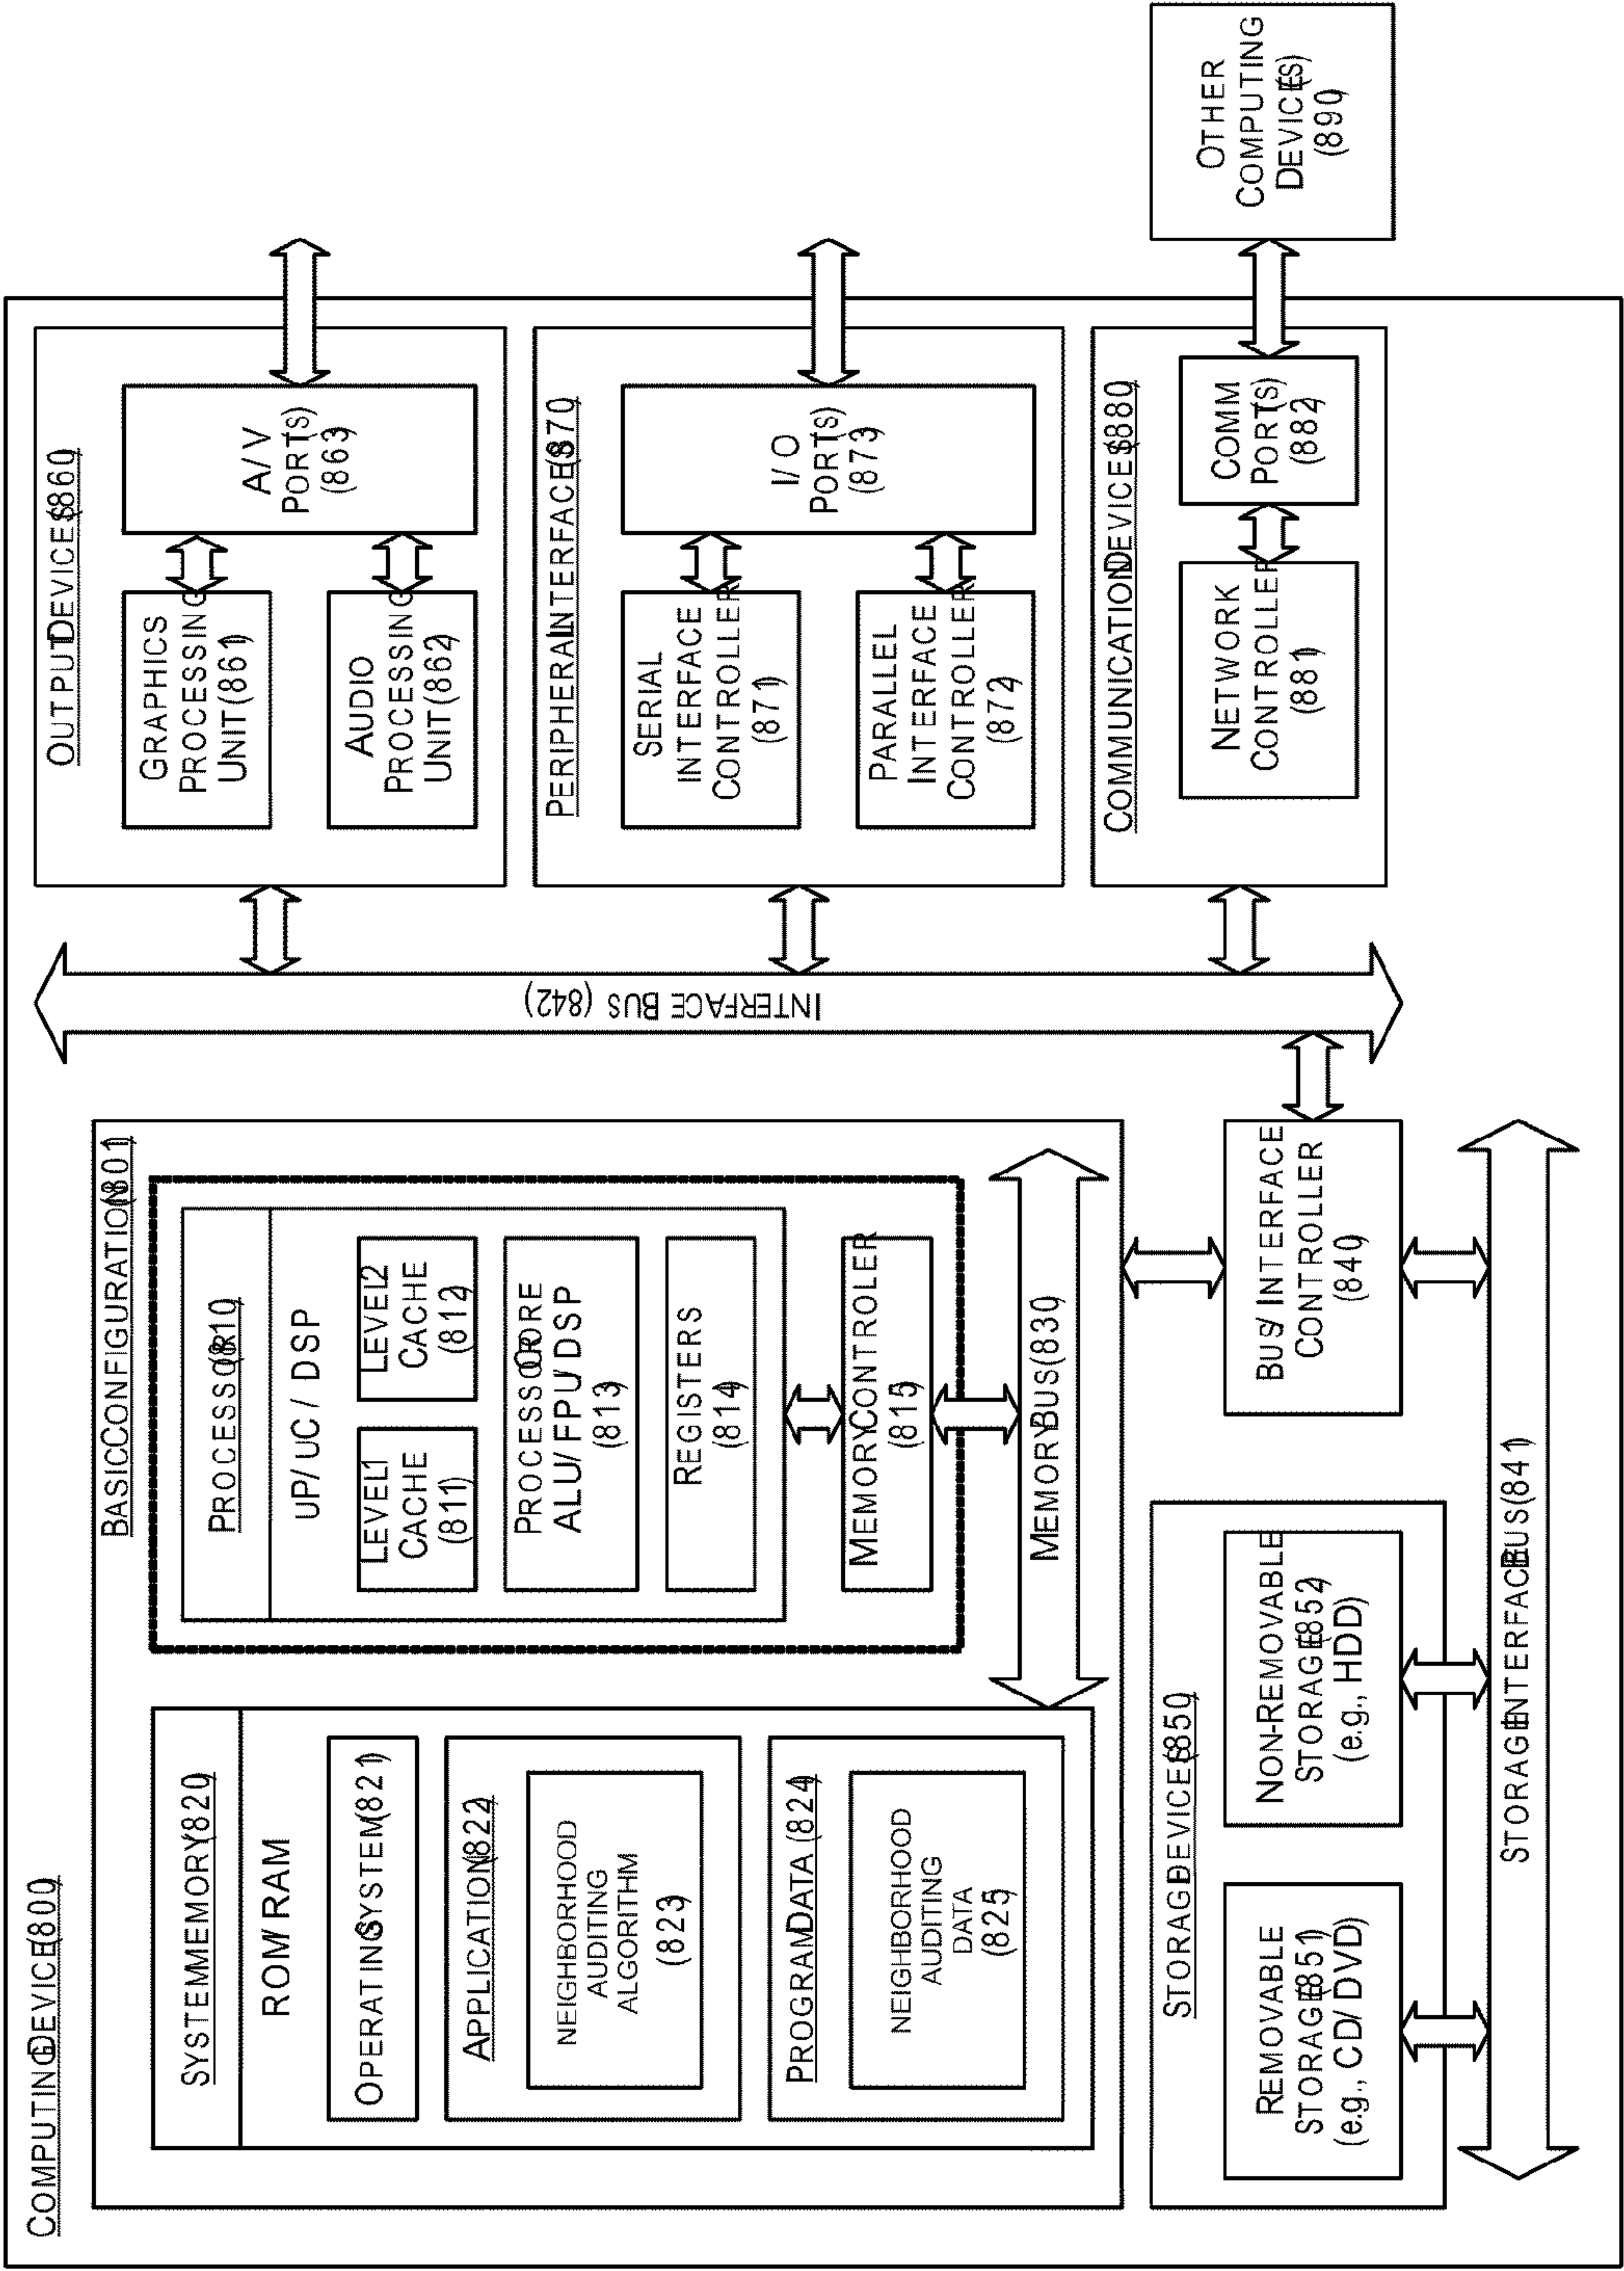 COMPUTING DEVICE (800)
BASIC CONFIGURATION (801)
SYSTEM MEMORY (820)
ROM/RAM
OPERATING SYSTEM (821)
APPLICATION (822)
NEIGHBORHOOD
AUDITING
ALGORITHM
(823)
PROGRAM DATA (824)
NEIGHBORHOOD
AUDITING
DATA
(825)
PROCESSOR (810)
uP/uC/DSP
LEVEL 1
CACHE
(811)
LEVEL 2
CACHE
(812)
PROCESSOR CORE
ALU/FPU/DSP
(813)
REGISTERS
(814)
MEMORY CONTROLLER
(815)
MEMORY BUS (830)
OUTPUT DEVICES (860)
GRAPHICS
PROCESSING
UNIT (861)
AUDIO
PROCESSING
UNIT (862)
A/V
PORT(S)
(863)
PERIPHERAL INTERFACES (870)
SERIAL
INTERFACE
CONTROLLER
(871)
PARALLEL
INTERFACE
CONTROLLER
(872)
I/O
PORT(S)
(873)
COMMUNICATION DEVICES (880)
NETWORK
CONTROLLER
(881)
COMM
PORT(S)
(882)
OTHER
COMPUTING
DEVICE(S)
(890)
INTERFACE BUS (842)
BUS/INTERFACE
CONTROLLER
(840)
STORAGE DEVICES (850)
REMOVABLE
STORAGE (851)
(e.g., CD/DVD)
NON-REMOVABLE
STORAGE (852)
(e.g., HDD)
STORAGE INTERFACE BUS (841)